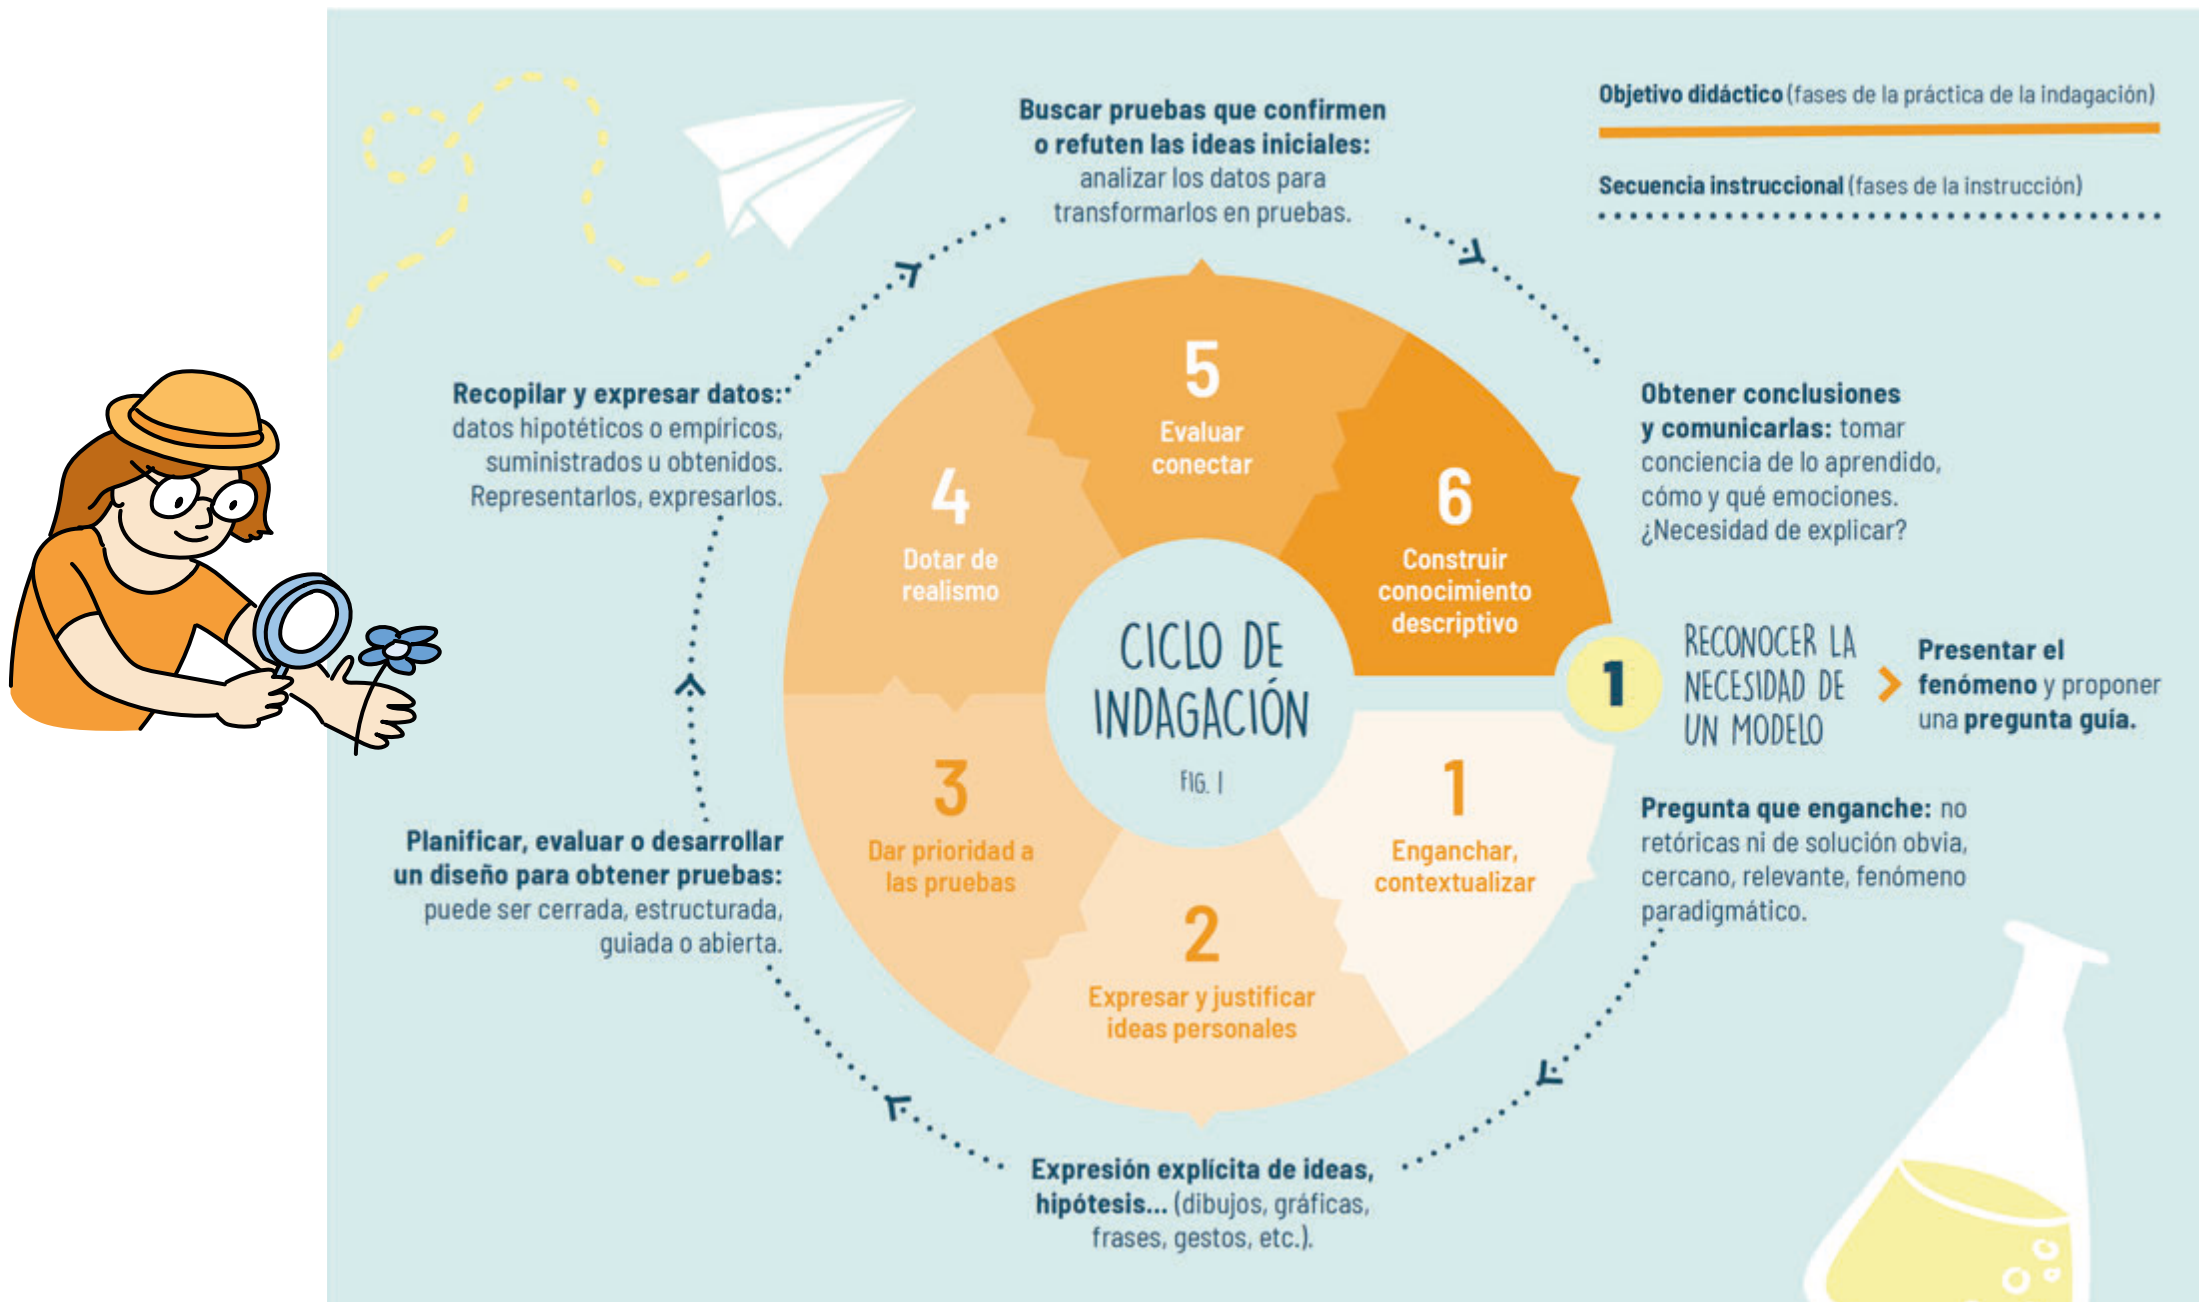 Objetivo didáctico (fases de la práctica de la indagación)
Secuencia instruccional (fases de la instrucción)
Buscar pruebas que confirmen
o refuten las ideas iniciales:
analizar los datos para
transformarlos en pruebas.
Recopilar y expresar datos:
datos hipotéticos o empíricos,
suministrados u obtenidos.
Representarlos, expresarlos.
5
Evaluar
conectar
Obtener conclusiones
y comunicarlas: tomar
conciencia de lo aprendido,
cómo y qué emociones.
¿Necesidad de explicar?
4
Dotar de
realismo
6
Construir
conocimiento
descriptivo
CICLO DE
INDAGACIÓN
FIG. 1
1
RECONOCER LA
NECESIDAD DE
UN MODELO
Presentar el
fenómeno y proponer
una pregunta guía.
3
Dar prioridad a
las pruebas
1
Enganchar,
contextualizar
Pregunta que enganche: no
retóricas ni de solución obvia,
cercano, relevante, fenómeno
paradigmático.
Planificar, evaluar o desarrollar
un diseño para obtener pruebas:
puede ser cerrada, estructurada,
guiada o abierta.
2
Expresar y justificar
ideas personales
Expresión explícita de ideas,
hipótesis... (dibujos, gráficas,
frases, gestos, etc.).